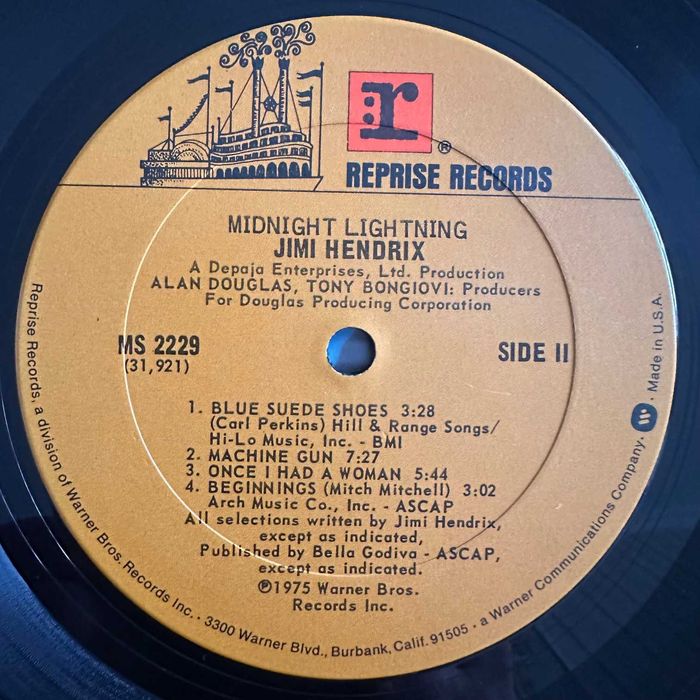 r
®
REPRISE RECORDS
MIDNIGHT LIGHTNING
JIMI HENDRIX
A Depaja Enterprises, Ltd. Production
ALAN DOUGLAS, TONY BONGIOVI: Producers
For Douglas Producing Corporation
MS 2229
(31,921)
SIDE II
1. BLUE SUEDE SHOES 3:28
(Carl Perkins) Hill & Range Songs/
Hi-Lo Music, Inc. - BMI
2. MACHINE GUN 7:27
3. ONCE I HAD A WOMAN 5:44
4. BEGINNINGS (Mitch Mitchell) 3:02
Arch Music Co., Inc. - ASCAP
All selections written by Jimi Hendrix,
except as indicated,
Published by Bella Godiva - ASCAP,
except as indicated.
℗1975 Warner Bros.
Records Inc.
Reprise Records, a division of Warner Bros. Records Inc. · 3300 Warner Blvd., Burbank, Calif. 91505 · a Warner Communications Company. · Made in U.S.A.